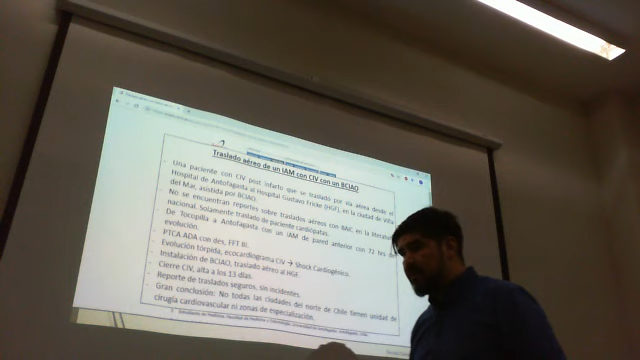 Traslado aéreo de un IAM con CIV con un BCIAO
- Una paciente con CIV post infarto que se traslado por vía aérea desde el
Hospital de Antofagasta al Hospital Gustavo Fricke (HGF), en la ciudad de Viña
del Mar, asistida por BCIAO.
- No se encuentran reportes sobre traslados aéreos con BAIC en la literatura
nacional. Solamente traslado de paciente cardiópatas.
- De Tocopilla a Antofagasta con un IAM de pared anterior con 72 hrs de
evolución.
- PTCA ADA con des, FFT BI.
- Evolución tórpida, ecocardiograma CIV → Shock Cardiogénico.
- Instalación de BCIAO, traslado aéreo al HGF
- Cierre CIV, alta a los 13 días.
- Reporte de traslados seguros, sin incidentes.
- Gran conclusión: No todas las ciudades del norte de Chile tienen unidad de
cirugía cardiovascular ni zonas de especialización.